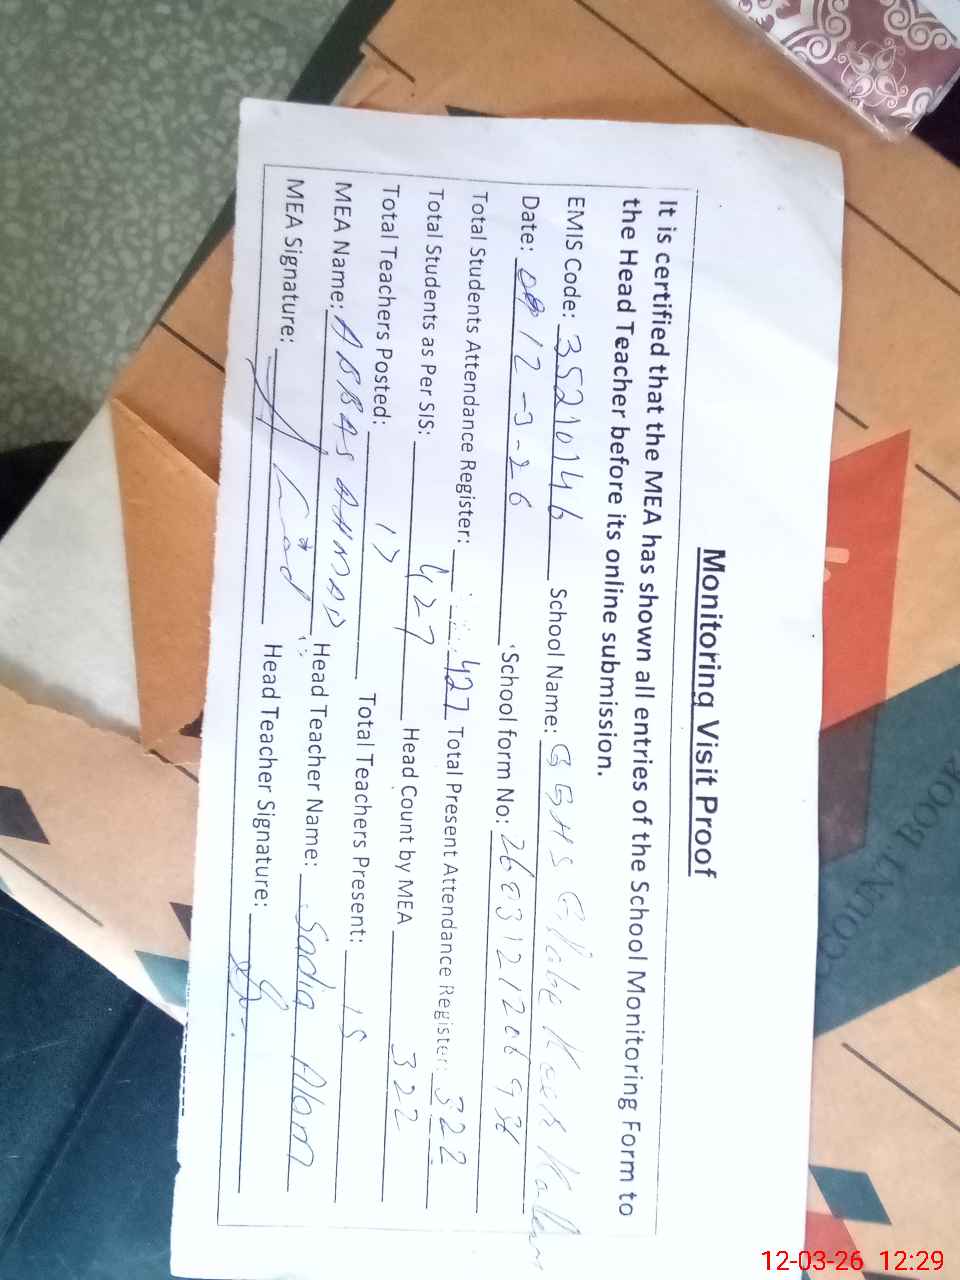 Monitoring Visit Proof
It is certified that the MEA has shown all entries of the School Monitoring Form to
the Head Teacher before its online submission.
EMIS Code: 35210146 School Name: GGHS
Date: 12-3-26 School form No:
Total Students Attendance Register: 427 Total Present Attendance Register: 322
Total Students as Per SIS: 427 Head Count by MEA 322
Total Teachers Posted: 17 Total Teachers Present: 15
MEA Name: ABBAS AHMAD Head Teacher Name: Sadia Alam
MEA Signature: Head Teacher Signature:
COUNT BOOK
12-03-26 12:29